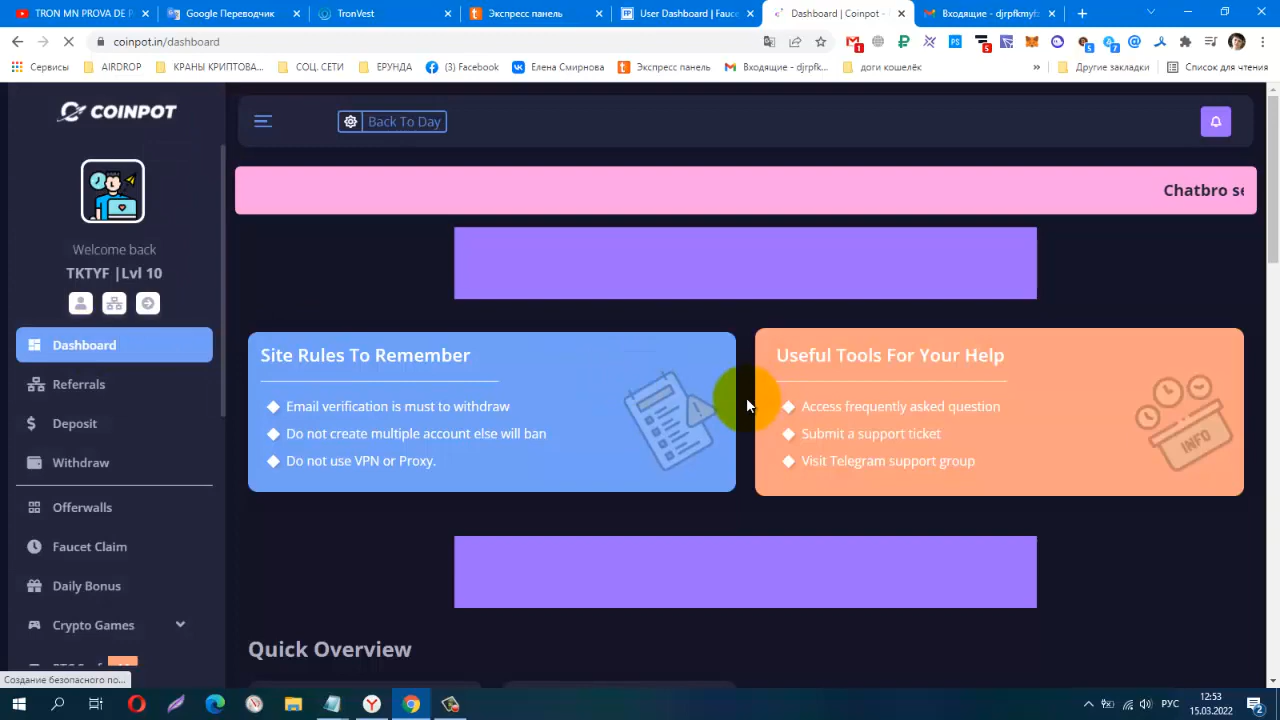 TRON MN PROVA DE P
Google Переводчик
TronVest
Экспресс панель
User Dashboard | Fauce
Dashboard | Coinpot -
Входящие - djrpfkmyf
coinpot.in/dashboard
Сервисы
AIRDROP
КРАНЫ КРИПТОВА...
СОЦ. СЕТИ
ЕРУНДА
(3) Facebook
Елена Смирнова
Экспресс панель
Входящие - djrpfk...
доги кошелёк
»
Другие закладки
Список для чтения
COINPOT
Back To Day
Chatbro se
Welcome back
TKTYF |Lvl 10
Dashboard
Referrals
Deposit
Withdraw
Offerwalls
Faucet Claim
Daily Bonus
Crypto Games
Site Rules To Remember
Email verification is must to withdraw
Do not create multiple account else will ban
Do not use VPN or Proxy.
Useful Tools For Your Help
Access frequently asked question
Submit a support ticket
Visit Telegram support group
INFO
Quick Overview
Создание безопасного по...
РУС
12:53
15.03.2022